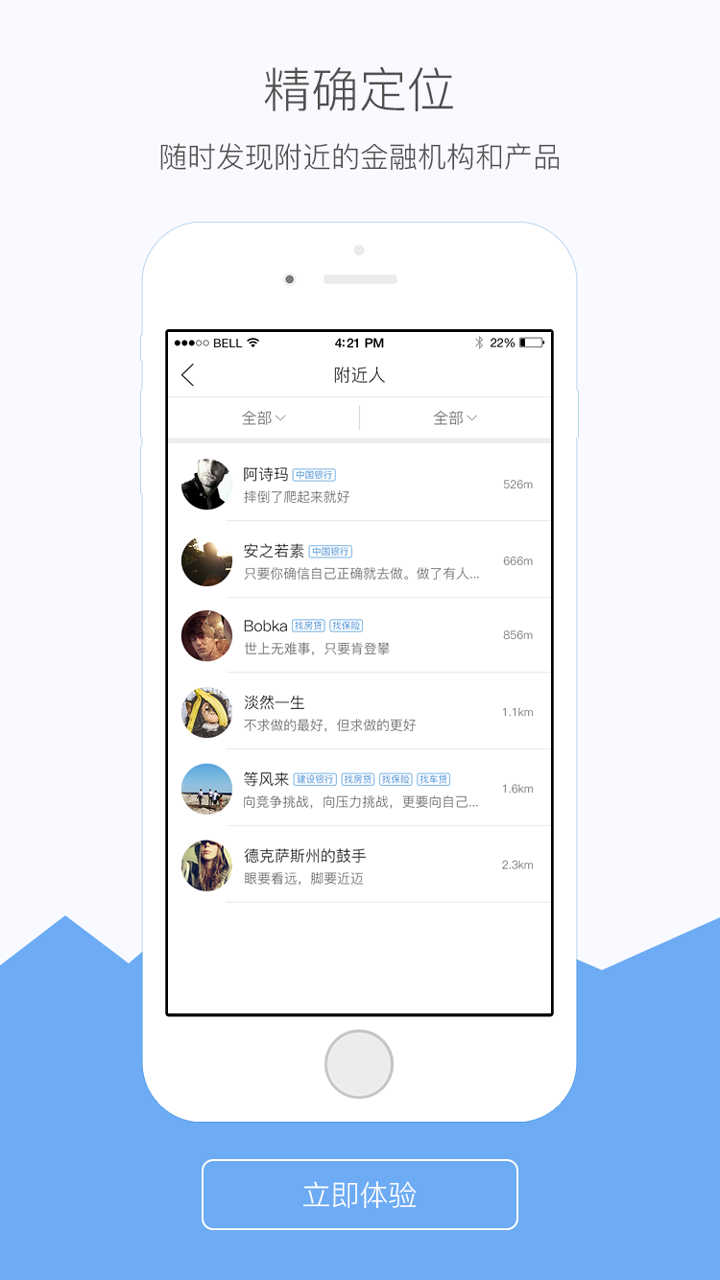 精确定位
随时发现附近的金融机构和产品
BELL 4:21 PM 22%
附近人
全部 全部
阿诗玛 中国银行
摔倒了爬起来就好
526m
安之若素 中国银行
只要你确信自己正确就去做。做了有人...
666m
Bobka 找房贷 找保险
世上无难事，只要肯登攀
856m
淡然一生
不求做的最好，但求做的更好
1.1km
等风来 建设银行 找房贷 找保险 找车贷
向竞争挑战，向压力挑战，更要向自己...
1.6km
德克萨斯州的鼓手
眼要看远，脚要近迈
2.3km
立即体验